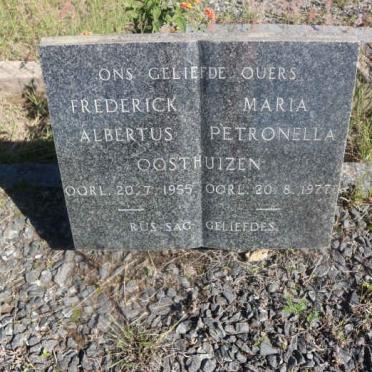 ONS GELIEFDE OUERS
FREDERICK MARIA
ALBERTUS PETRONELLA
OOSTHUIZEN
OORL. 20.7.1955 OORL. 20.8.1977
RUS SAG GELIEFDES.